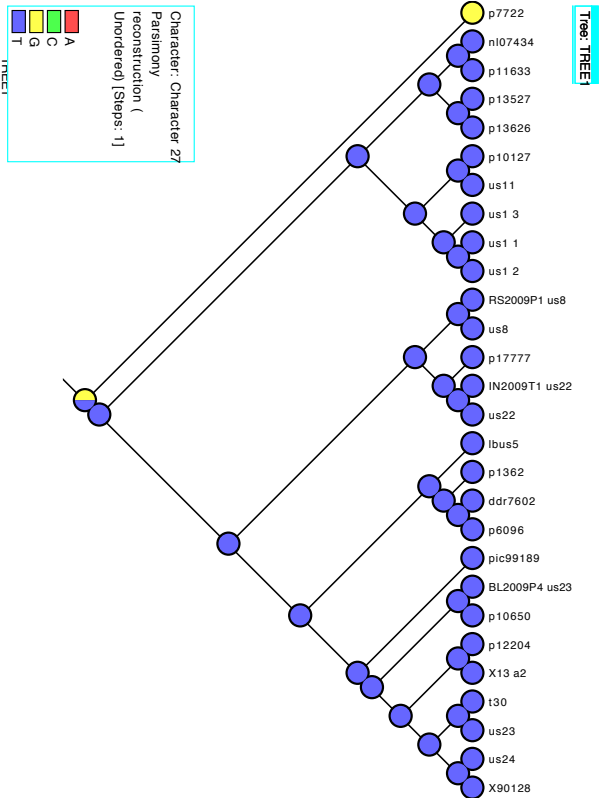 p7722
nl07434
p11633
p13527
p13626
p10127
us11
us1 3
us1 1
us1 2
RS2009P1 us8
us8
p17777
IN2009T1 us22
us22
lbus5
p1362
ddr7602
p6096
pic99189
BL2009P4 us23
p10650
p12204
X13 a2
t30
us23
us24
X90128
Tree: TREE1
Character: Character 27
Parsimony
reconstruction (
Unordered) [Steps: 1]
A
C
G
T